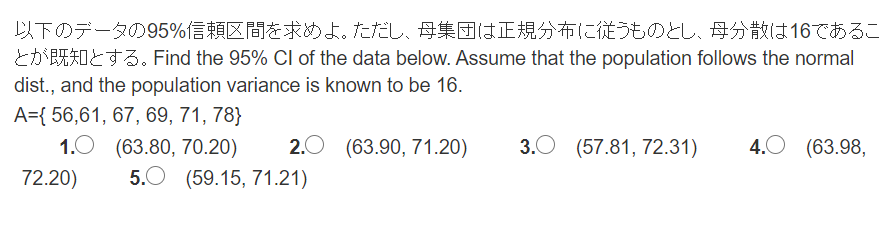 以下のデータの95%信頼区間を求めよ。ただし、母集団は正規分布に従うものとし、母分散は16であるこ
とが既知とする。Find the 95% CI of the data below. Assume that the population follows the normal
dist., and the population variance is known to be 16.
A={ 56,61, 67, 69, 71, 78}
1. (63.80, 70.20) 2. (63.90, 71.20) 3. (57.81, 72.31) 4. (63.98,
72.20) 5. (59.15, 71.21)